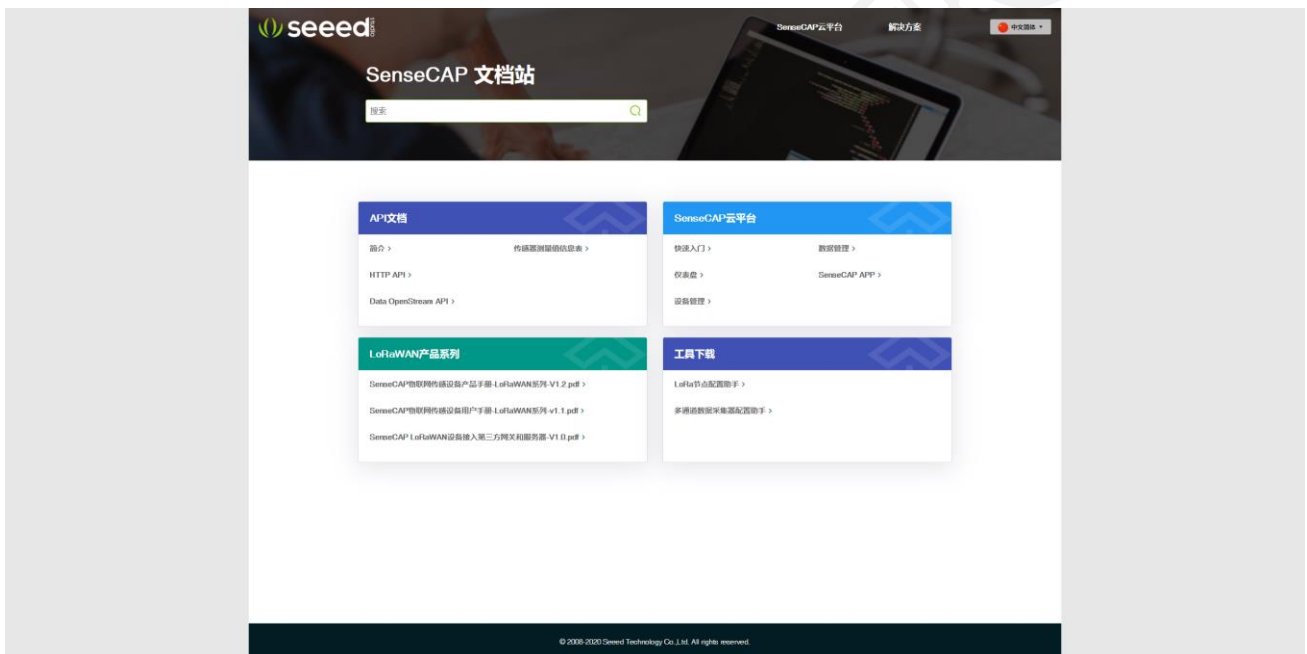 seeed studio
SenseCAP云平台
解决方案
中文简体
SenseCAP 文档站
搜索
API文档
简介 >
传感器测量值信息表 >
HTTP API >
Data OpenStream API >
SenseCAP云平台
快速入门 >
数据管理 >
仪表盘 >
SenseCAP APP >
设备管理 >
LoRaWAN产品系列
SenseCAP物联网传感设备产品手册-LoRaWAN系列-V1.2.pdf >
SenseCAP物联网传感设备用户手册-LoRaWAN系列-v1.1.pdf >
SenseCAP LoRaWAN设备接入第三方网关和服务器-V1.0.pdf >
工具下载
LoRa节点配置助手 >
多通道数据采集器配置助手 >
© 2008-2020 Seeed Technology Co.,Ltd. All rights reserved.